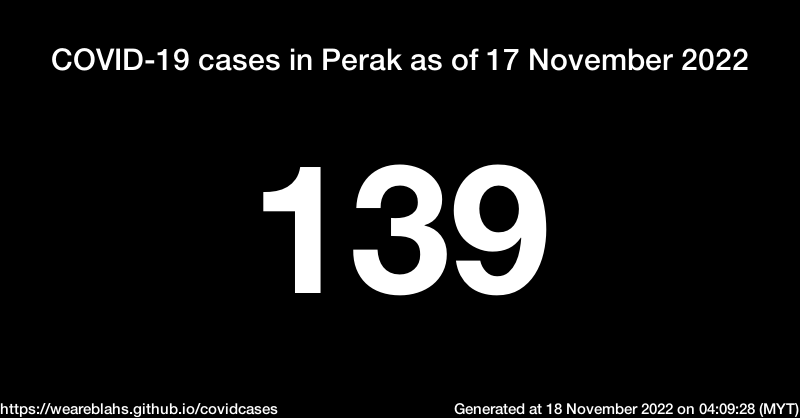 COVID-19 cases in Perak as of 17 November 2022
139
https://weareblahs.github.io/covidcases
Generated at 18 November 2022 on 04:09:28 (MYT)